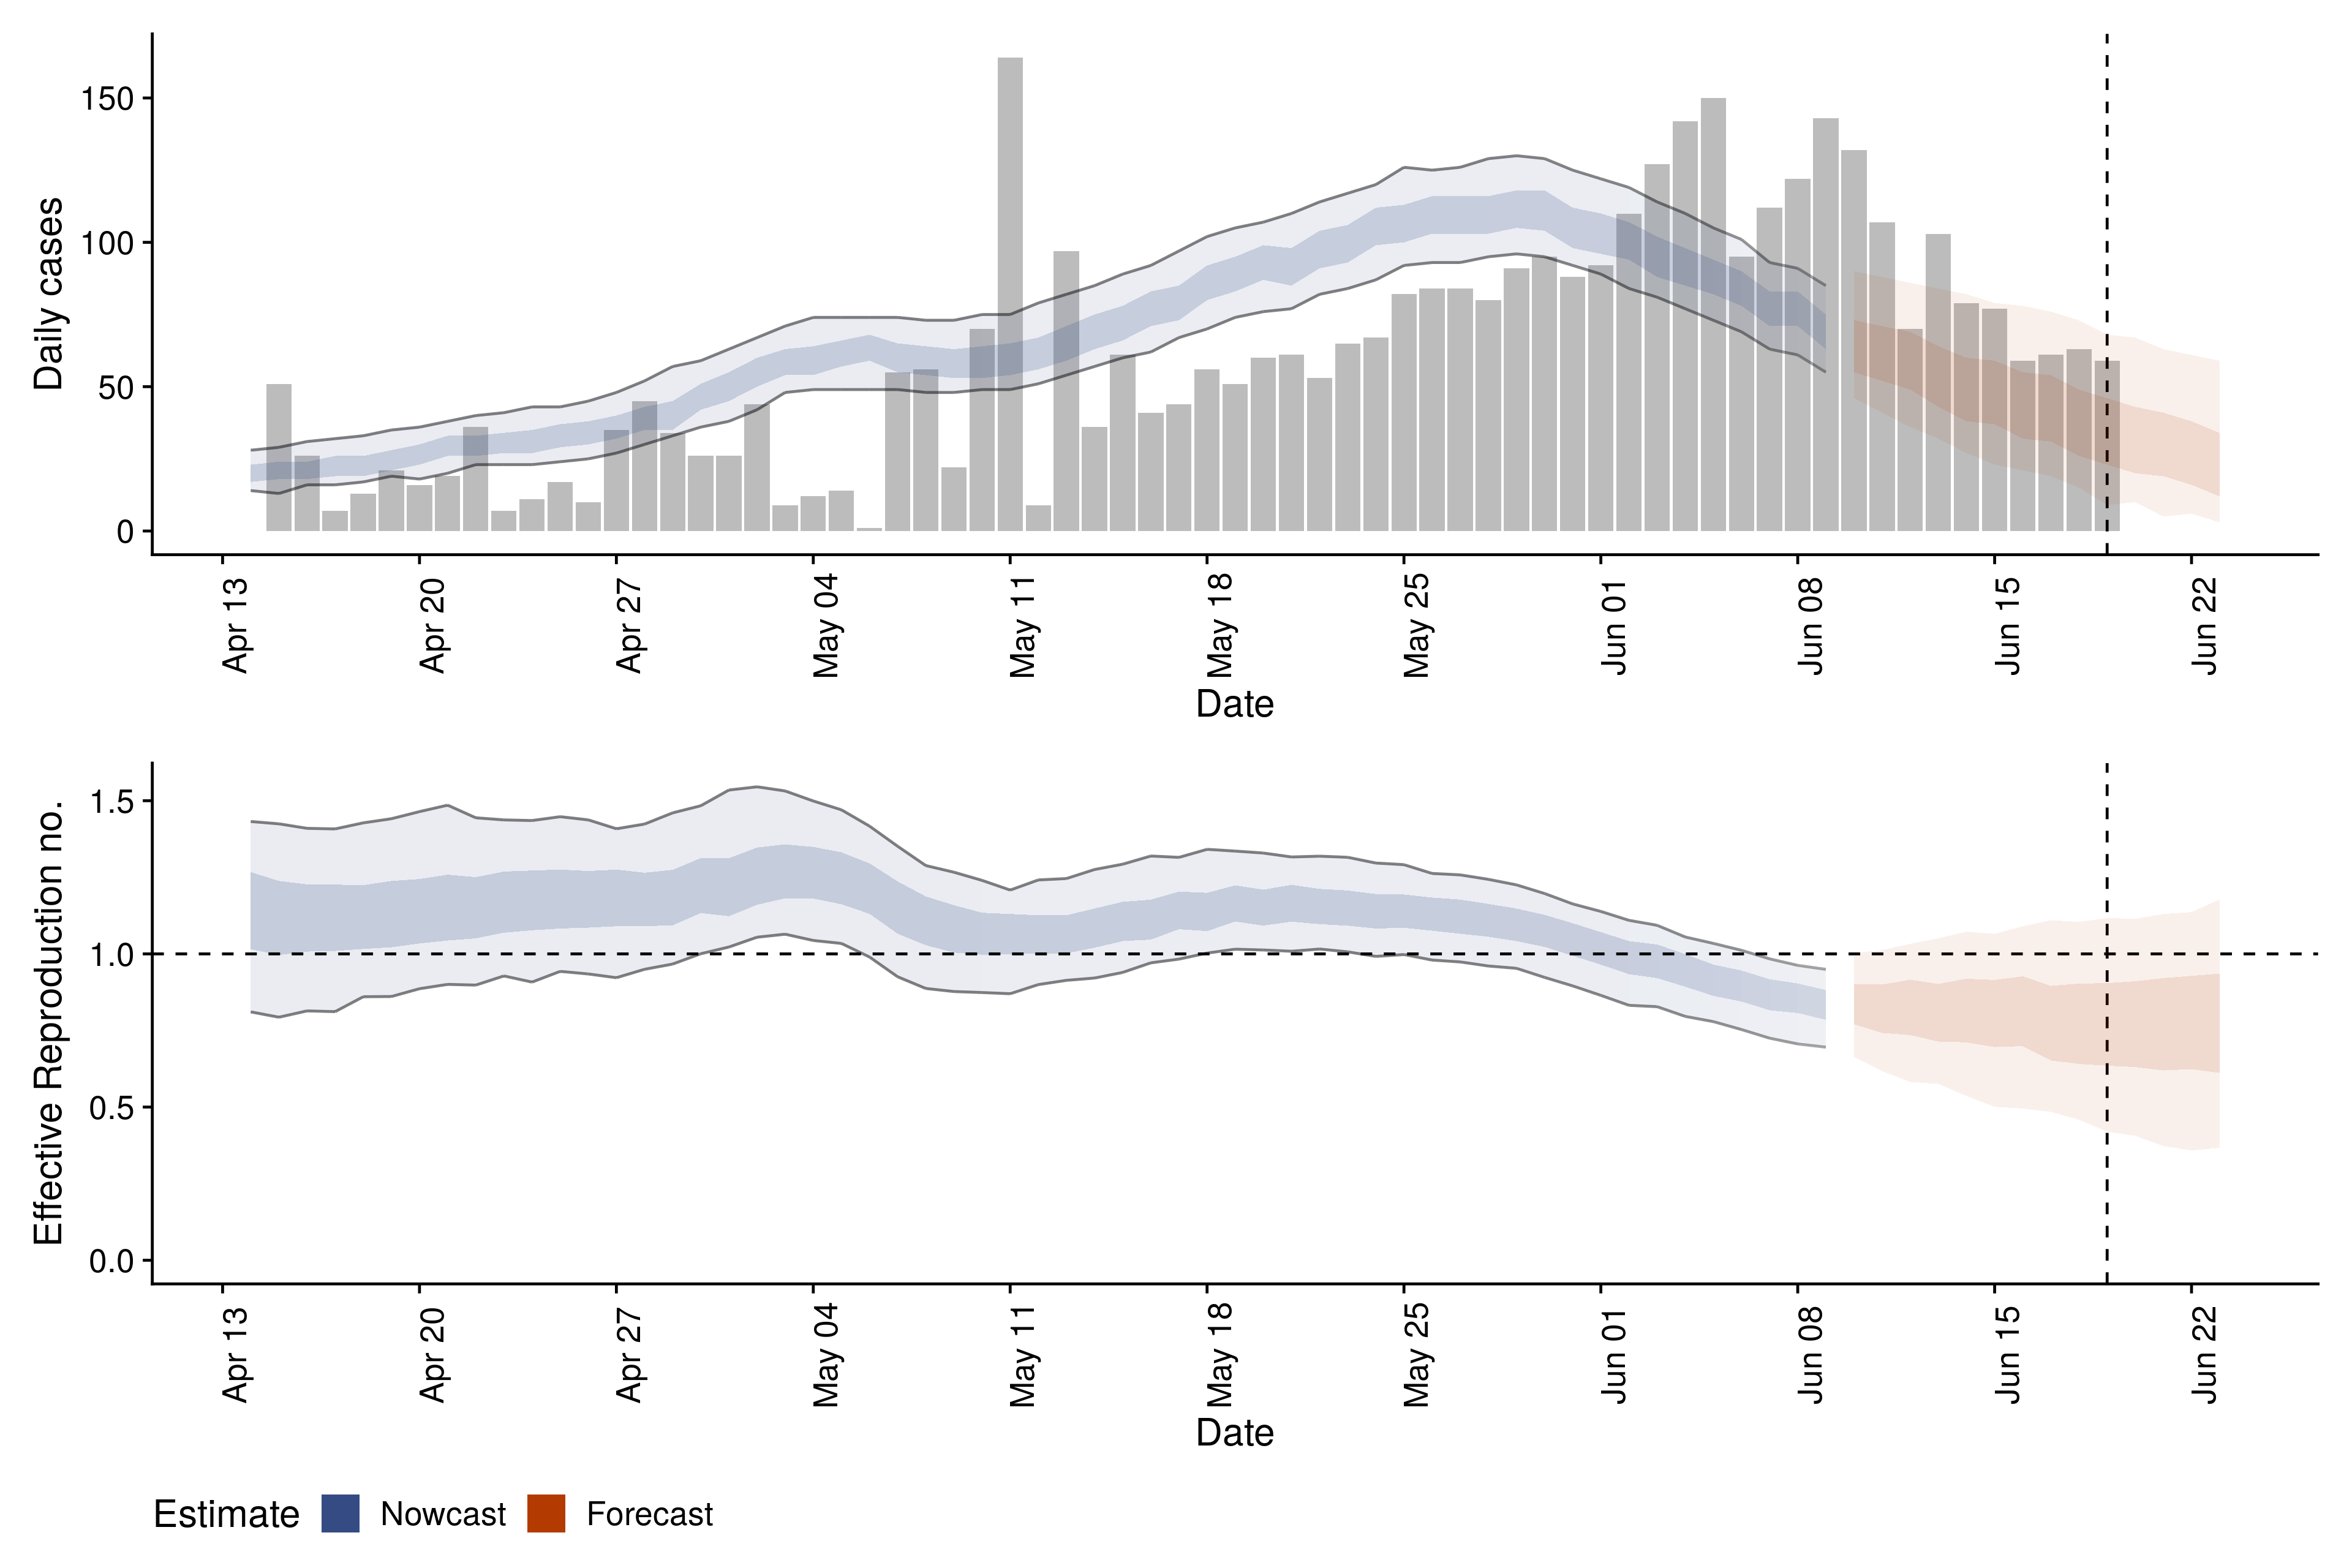 150
100
50
0
Daily cases
Apr 13
Apr 20
Apr 27
May 04
May 11
May 18
May 25
Jun 01
Jun 08
Jun 15
Jun 22
Date
1.5
1.0
0.5
0.0
Effective Reproduction no.
Apr 13
Apr 20
Apr 27
May 04
May 11
May 18
May 25
Jun 01
Jun 08
Jun 15
Jun 22
Date
Estimate Nowcast Forecast